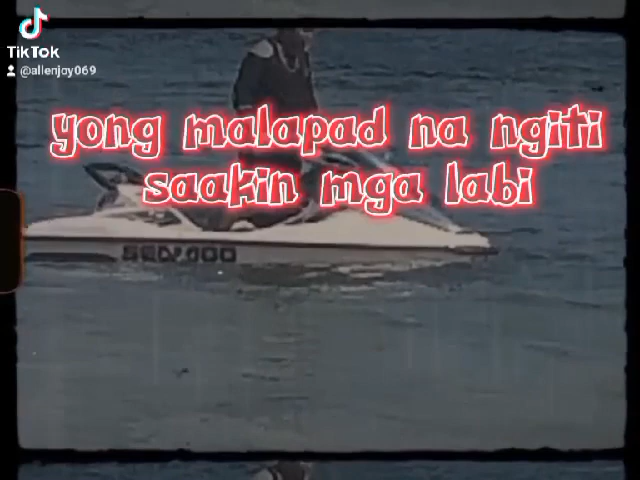 TikTok
@allenjay069
yong malapad na ngiti
saakin mga labi
SEA-DOO